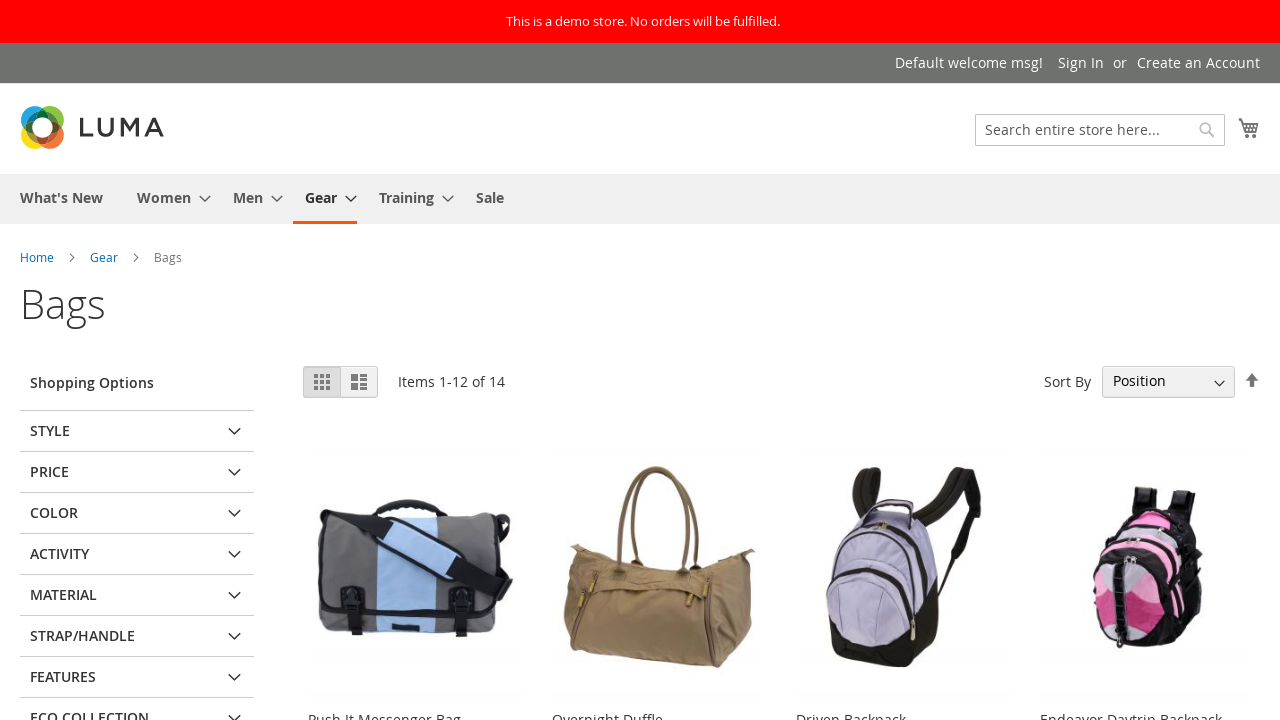 This is a demo store. No orders will be fulfilled.
Default welcome msg! Sign In or Create an Account
LUMA
Search entire store here...
What's New Women Men Gear Training Sale
Home Gear Bags
Bags
Shopping Options
Items 1-12 of 14
Sort By Position
STYLE
PRICE
COLOR
ACTIVITY
MATERIAL
STRAP/HANDLE
FEATURES
ECO COLLECTION
Push It Messenger Bag Overnight Duffle Driven Backpack Endeavor Daytrip Backpack